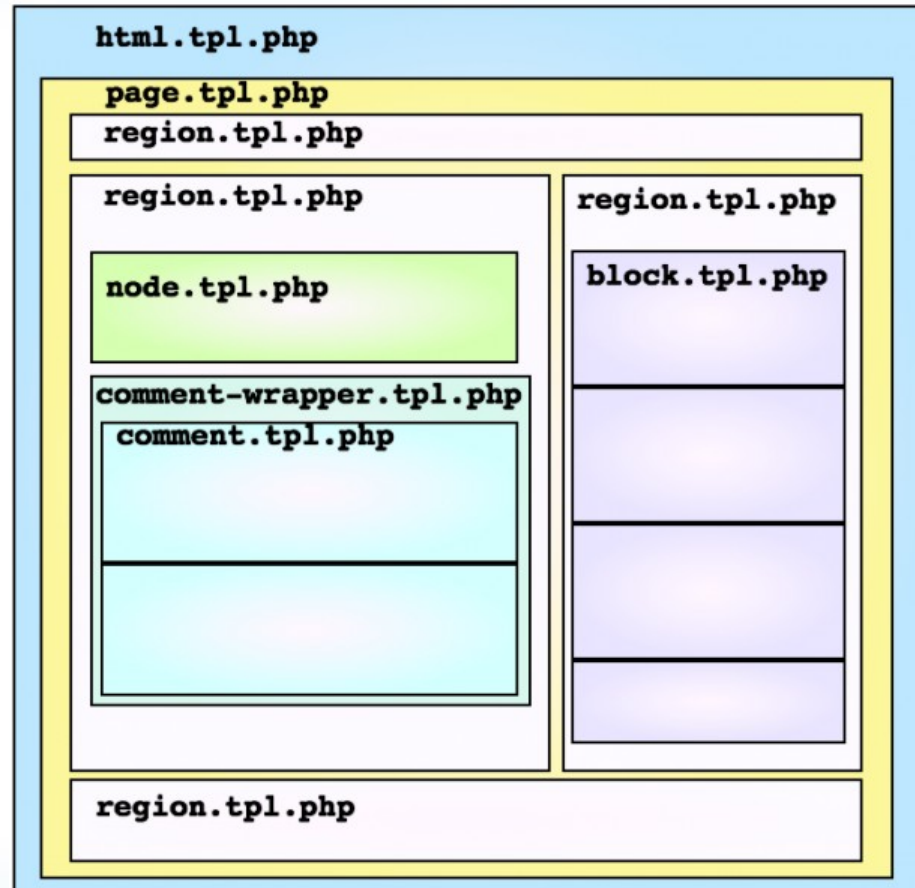 html.tpl.php
page.tpl.php
region.tpl.php
region.tpl.php
node.tpl.php
comment-wrapper.tpl.php
comment.tpl.php
region.tpl.php
block.tpl.php
region.tpl.php